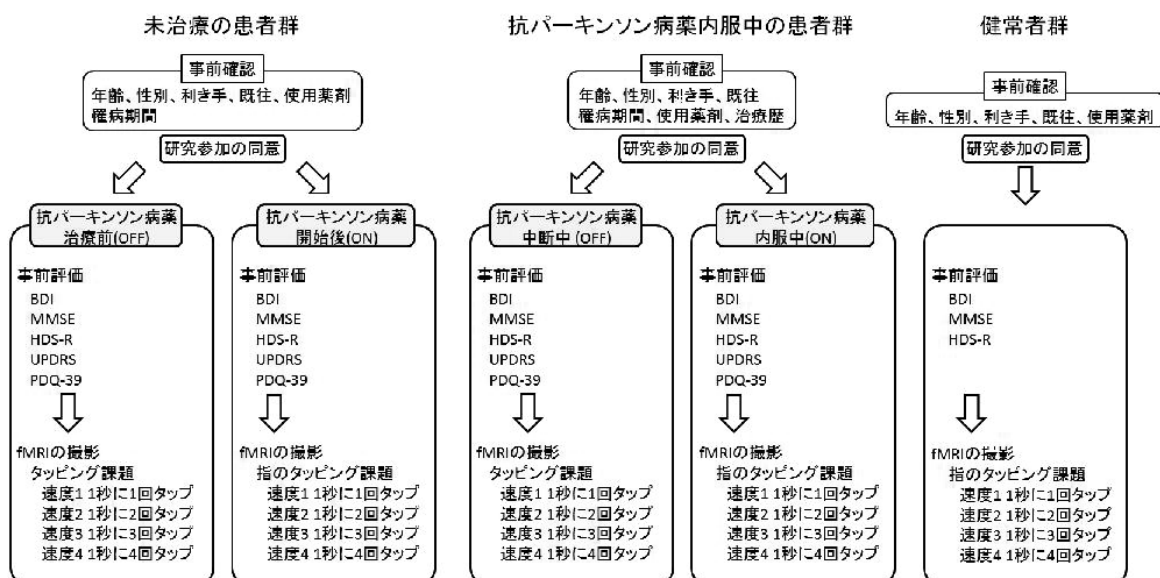 未治療の患者群
事前確認
年齢、性別、利き手、既往、使用薬剤
罹病期間
研究参加の同意
抗パーキンソン病薬
治療前(OFF)
事前評価
BDI
MMSE
HDS-R
UPDRS
PDQ-39
fMRIの撮影
タッピング課題
速度1 1秒に1回タップ
速度2 1秒に2回タップ
速度3 1秒に3回タップ
速度4 1秒に4回タップ
抗パーキンソン病薬
開始後(ON)
事前評価
BDI
MMSE
HDS-R
UPDRS
PDQ-39
fMRIの撮影
指のタッピング課題
速度1 1秒に1回タップ
速度2 1秒に2回タップ
速度3 1秒に3回タップ
速度4 1秒に4回タップ
抗パーキンソン病薬内服中の患者群
事前確認
年齢、性別、利き手、既往
罹病期間、使用薬剤、治療歴
研究参加の同意
抗パーキンソン病薬
中断中 (OFF)
事前評価
BDI
MMSE
HDS-R
UPDRS
PDQ-39
fMRIの撮影
タッピング課題
速度1 1秒に1回タップ
速度2 1秒に2回タップ
速度3 1秒に3回タップ
速度4 1秒に4回タップ
抗パーキンソン病薬
内服中(ON)
事前評価
BDI
MMSE
HDS-R
UPDRS
PDQ-39
fMRIの撮影
指のタッピング課題
速度1 1秒に1回タップ
速度2 1秒に2回タップ
速度3 1秒に3回タップ
速度4 1秒に4回タップ
健常者群
事前確認
年齢、性別、利き手、既往、使用薬剤
研究参加の同意
事前評価
BDI
MMSE
HDS-R
fMRIの撮影
指のタッピング課題
速度1 1秒に1回タップ
速度2 1秒に2回タップ
速度3 1秒に3回タップ
速度4 1秒に4回タップ